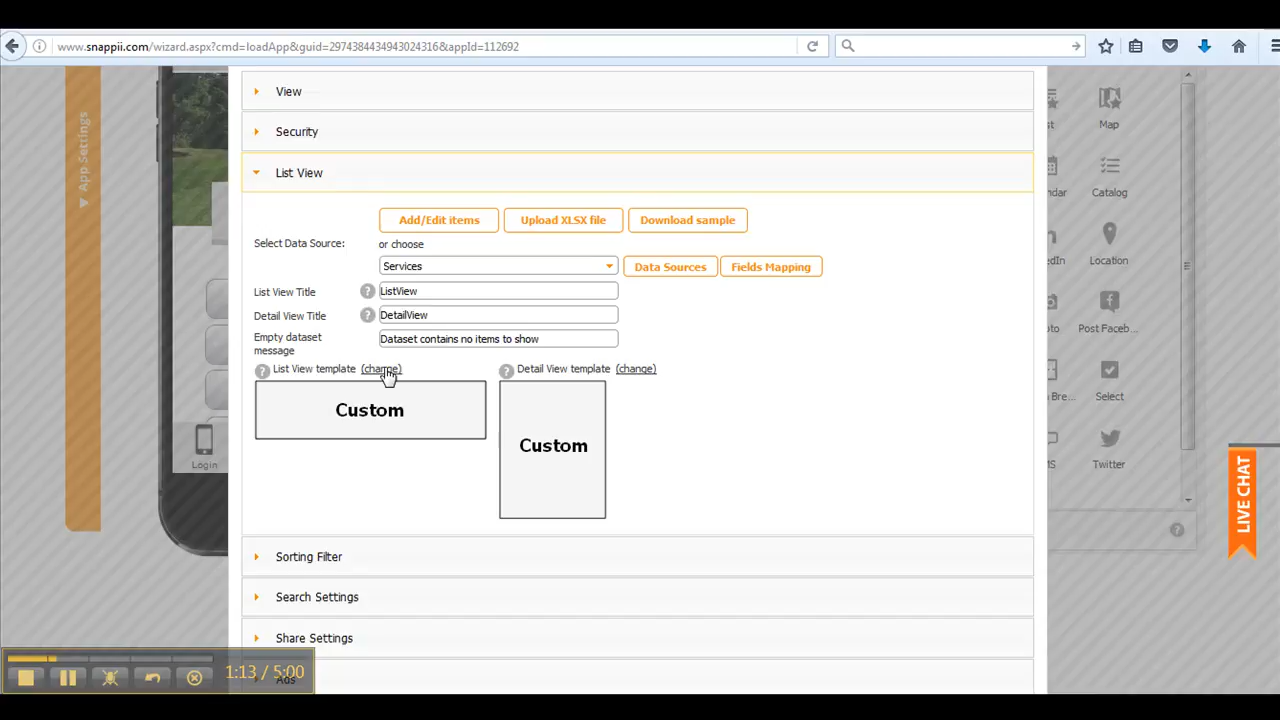 www.snappii.com/wizard.aspx?cmd=loadApp&guid=2974384434943024316&appId=112692
App Settings
View
Security
List View
Add/Edit items
Upload XLSX file
Download sample
Select Data Source:
or choose
Services
Data Sources
Fields Mapping
List View Title
?
ListView
Detail View Title
?
DetailView
Empty dataset
message
Dataset contains no items to show
? List View template (change)
? Detail View template (change)
Custom
Custom
Sorting Filter
Search Settings
Share Settings
Ads
Login
Map
Catalog
Location
Post Faceb...
Select
Twitter
?
LIVE CHAT
1:13 / 5:00